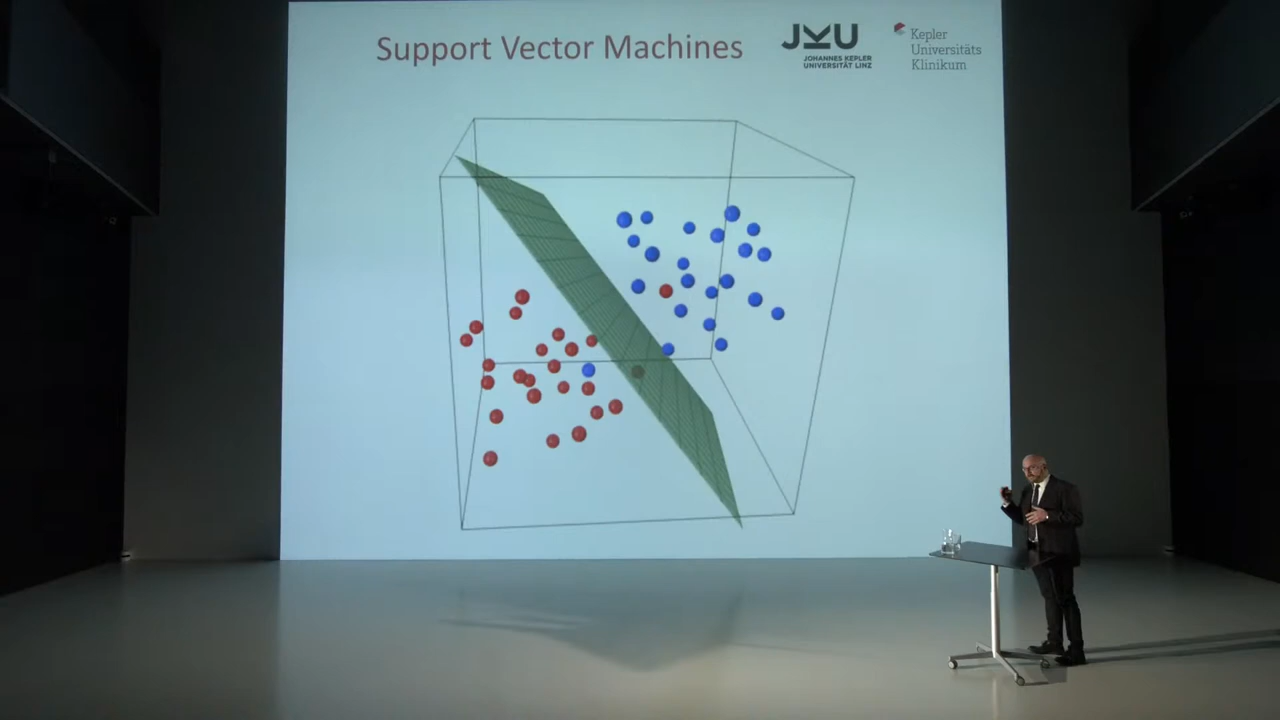 Support Vector Machines
JKU
JOHANNES KEPLER
UNIVERSITÄT LINZ
Kepler
Universitäts
Klinikum